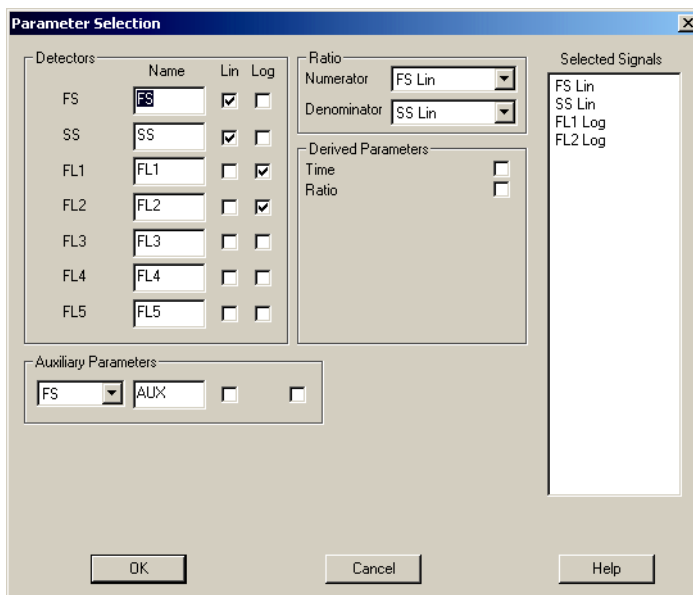 Parameter Selection
Detectors
Name Lin Log
FS FS
SS SS
FL1 FL1
FL2 FL2
FL3 FL3
FL4 FL4
FL5 FL5
Ratio
Numerator FS Lin
Denominator SS Lin
Derived Parameters
Time
Ratio
Selected Signals
FS Lin
SS Lin
FL1 Log
FL2 Log
Auxiliary Parameters
FS AUX
OK Cancel Help